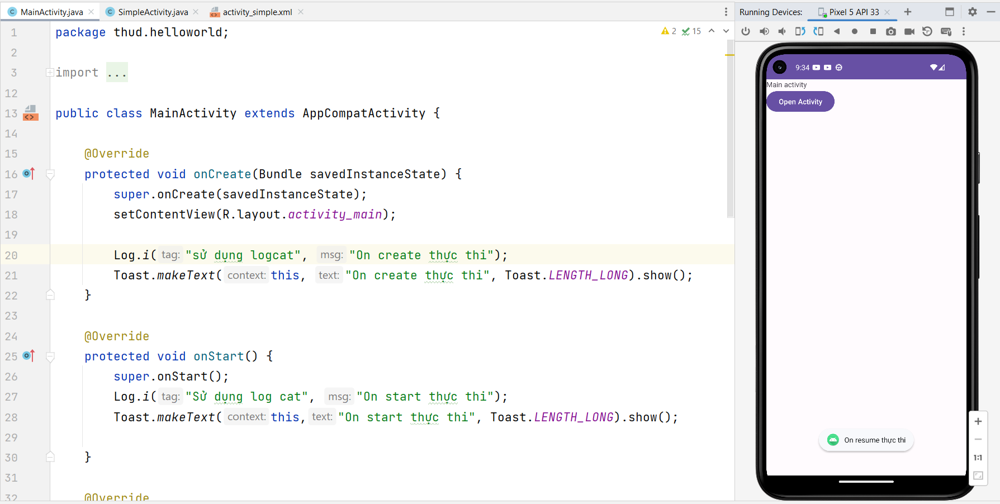 MainActivity.java SimpleActivity.java activity_simple.xml
Running Devices: Pixel 5 API 33
1 package thud.helloworld;
2 15
2
3 import ...
12
13 public class MainActivity extends AppCompatActivity {
14
15 @Override
16 protected void onCreate(Bundle savedInstanceState) {
17 super.onCreate(savedInstanceState);
18 setContentView(R.layout.activity_main);
19
20 Log.i( tag: "sử dụng logcat", msg: "On create thực thi");
21 Toast.makeText( context: this, text: "On create thực thi", Toast.LENGTH_LONG).show();
22 }
23
24 @Override
25 protected void onStart() {
26 super.onStart();
27 Log.i( tag: "Sử dụng log cat", msg: "On start thực thi");
28 Toast.makeText( context: this, text: "On start thực thi", Toast.LENGTH_LONG).show();
29
30 }
31
32 @Override
9:34
Main activity
Open Activity
On resume thực thi
1:1